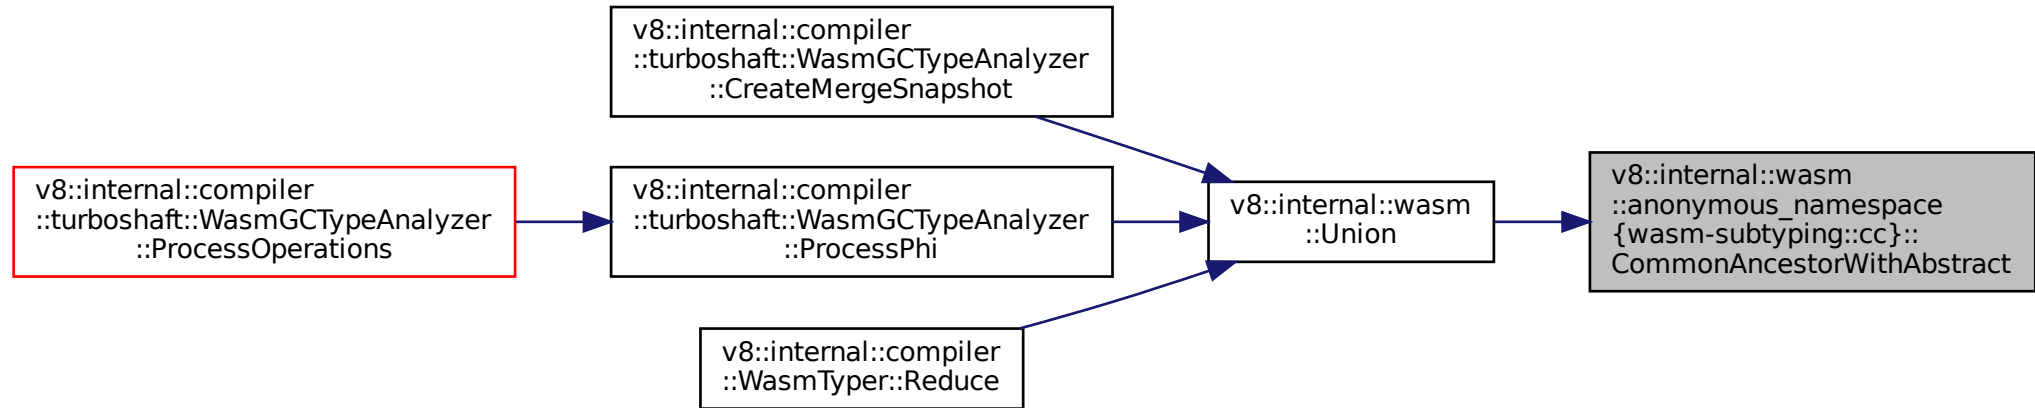 v8::internal::compiler
::turboshaft::WasmGCTypeAnalyzer
::CreateMergeSnapshot
v8::internal::compiler
::turboshaft::WasmGCTypeAnalyzer
::ProcessOperations
v8::internal::compiler
::turboshaft::WasmGCTypeAnalyzer
::ProcessPhi
v8::internal::compiler
::WasmTyper::Reduce
v8::internal::wasm
::Union
v8::internal::wasm
::anonymous_namespace
{wasm-subtyping::cc}::
CommonAncestorWithAbstract